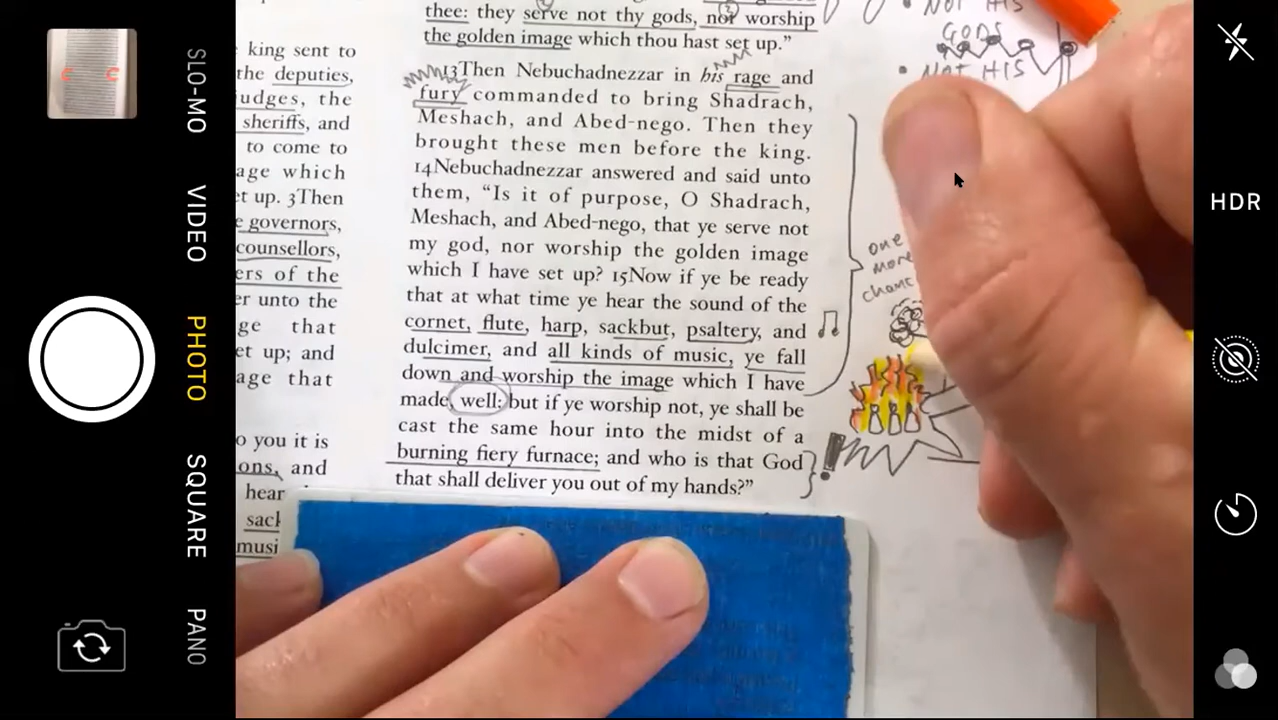 thee: they serve not thy gods, nor worship
the golden image which thou hast set up.”
13Then Nebuchadnezzar in his rage and
fury commanded to bring Shadrach,
Meshach, and Abed-nego. Then they
brought these men before the king.
14Nebuchadnezzar answered and said unto
them, “Is it of purpose, O Shadrach,
Meshach, and Abed-nego, that ye serve not
my god, nor worship the golden image
which I have set up? 15Now if ye be ready
that at what time ye hear the sound of the
cornet, flute, harp, sackbut, psaltery, and
dulcimer, and all kinds of music, ye fall
down and worship the image which I have
made, well: but if ye worship not, ye shall be
cast the same hour into the midst of a
burning fiery furnace; and who is that God
that shall deliver you out of my hands?”
king sent to
the deputies,
judges, the
sheriffs, and
to come to
age which
et up. 3Then
e governors,
counsellors,
ers of the
er unto the
ge that
et up; and
age that
o you it is
ons, and
hear
sack
musi
NOT HIS
GODS
NOT HIS
one
more
chanc
SLO-MO
VIDEO
PHOTO
SQUARE
PANO
HDR